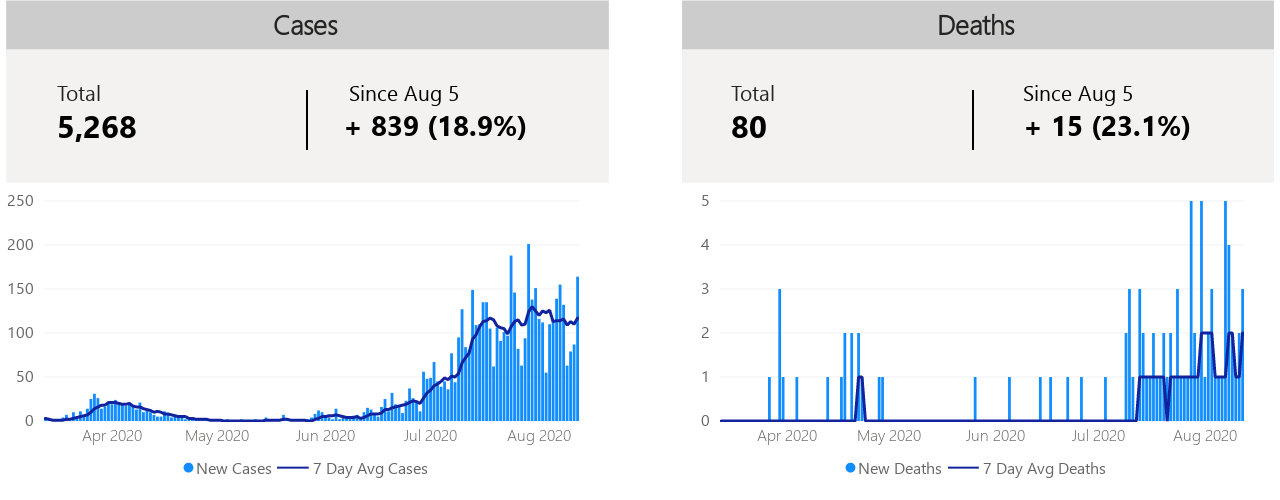 Cases
Total
Since Aug 5
5,268
+ 839 (18.9%)
250
200
150
100
50
0
Apr 2020
May 2020
Jun 2020
Jul 2020
Aug 2020
New Cases
7 Day Avg Cases
Deaths
Total
Since Aug 5
80
+ 15 (23.1%)
5
4
3
2
1
0
Apr 2020
May 2020
Jun 2020
Jul 2020
Aug 2020
New Deaths
7 Day Avg Deaths